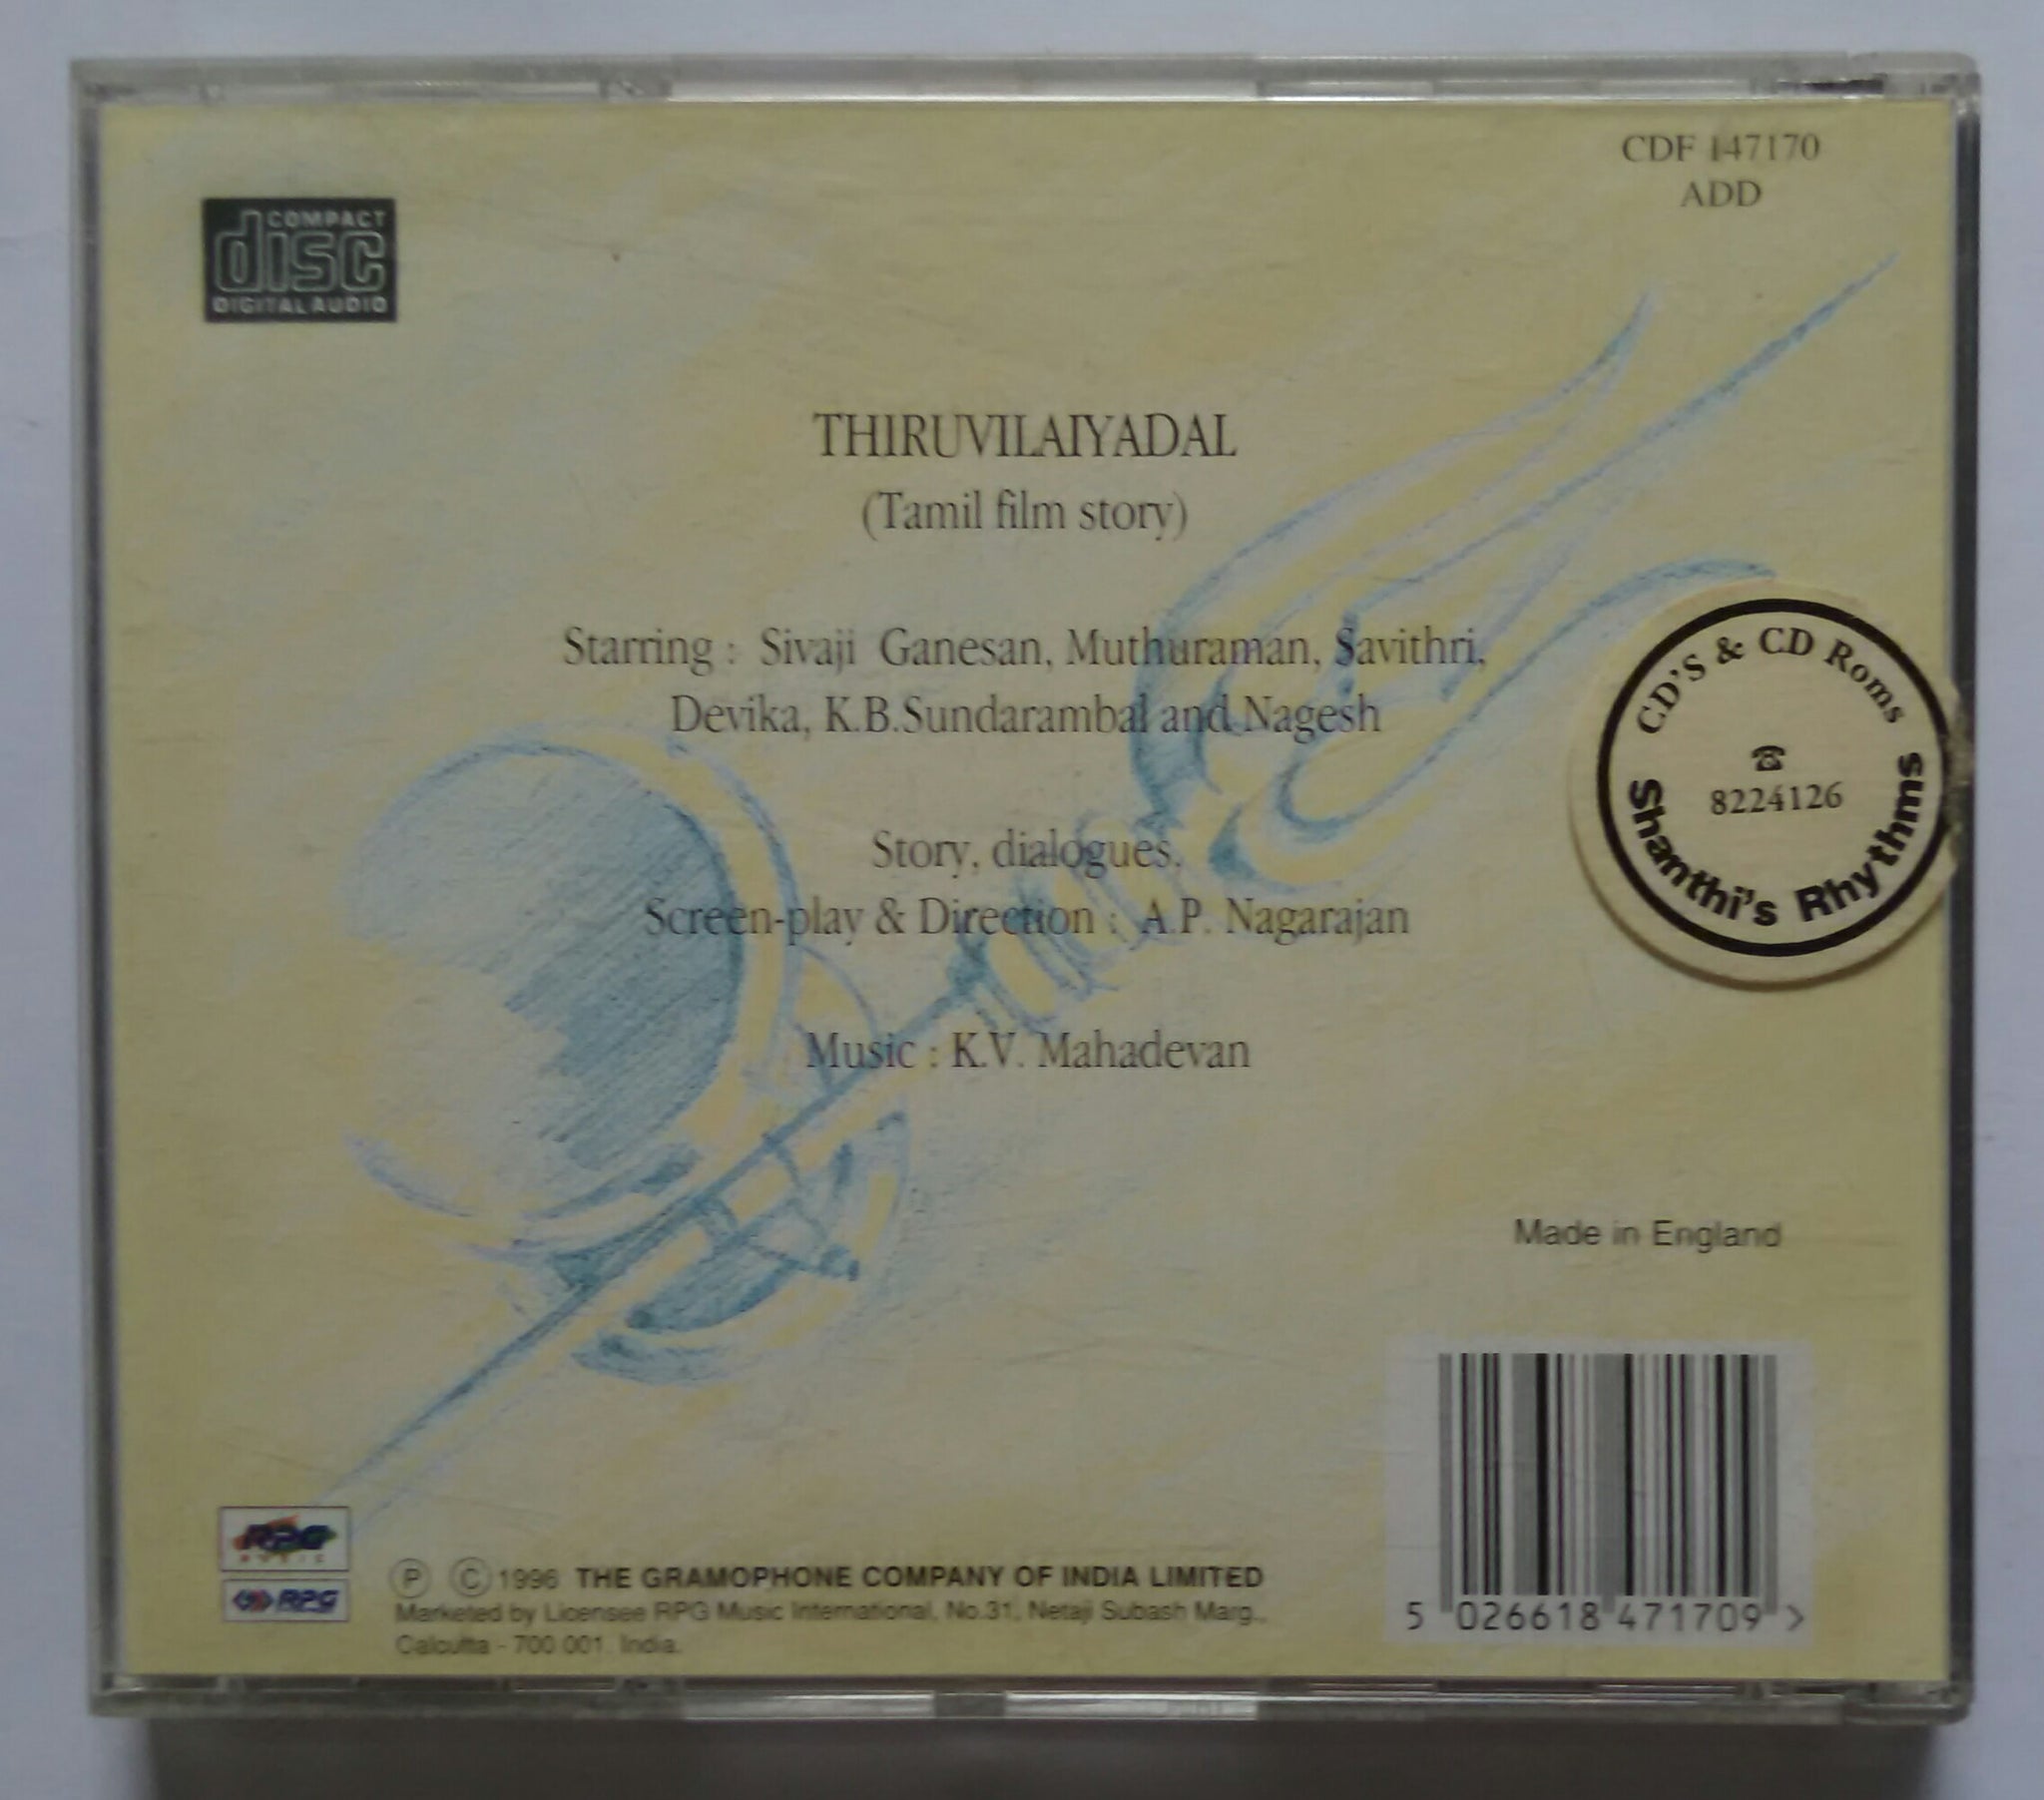 CDF 147170
ADD
COMPACT
disc
DIGITAL AUDIO
THIRUVILAIYADAL
(Tamil film story)
Starring : Sivaji Ganesan, Muthuraman, Savithri,
Devika, K.B.Sundarambal and Nagesh
CD'S & CD Roms
☎
8224126
Shanthi's Rhythms
Story, dialogues,
Screen-play & Direction : A.P. Nagarajan
Music : K.V. Mahadevan
Made in England
RPG
MUSIC
RPG
Ⓟ Ⓒ 1996 THE GRAMOPHONE COMPANY OF INDIA LIMITED
Marketed by Licensee RPG Music International, No.31, Netaji Subash Marg.,
Calcutta - 700 001. India.
5 026618 471709 >